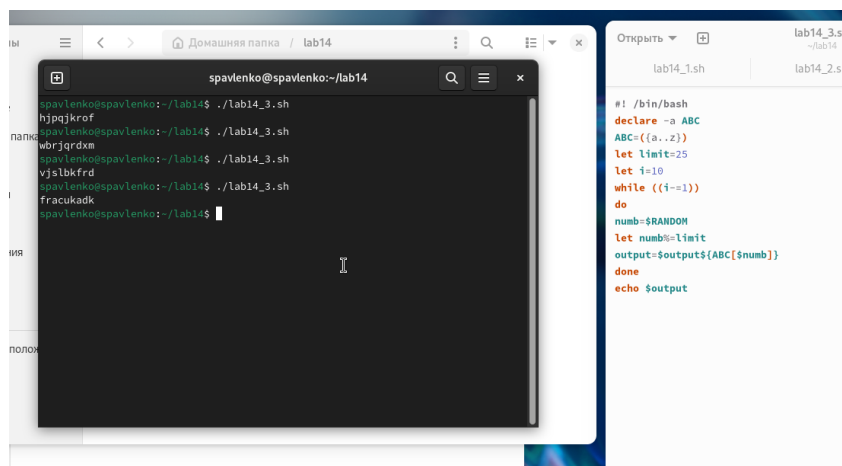 лы
Домашняя папка / lab14
папка
ния
полож
spavlenko@spavlenko:~/lab14
spavlenko@spavlenko:~/lab14$ ./lab14_3.sh
hjpqjkrof
spavlenko@spavlenko:~/lab14$ ./lab14_3.sh
wbrjqrdxm
spavlenko@spavlenko:~/lab14$ ./lab14_3.sh
vjslbkfrd
spavlenko@spavlenko:~/lab14$ ./lab14_3.sh
fracukadk
spavlenko@spavlenko:~/lab14$
Открыть
lab14_3.s
~/lab14
lab14_1.sh
lab14_2.s
#! /bin/bash
declare -a ABC
ABC=({a..z})
let limit=25
let i=10
while ((i-=1))
do
numb=$RANDOM
let numb%=limit
output=$output${ABC[$numb]}
done
echo $output